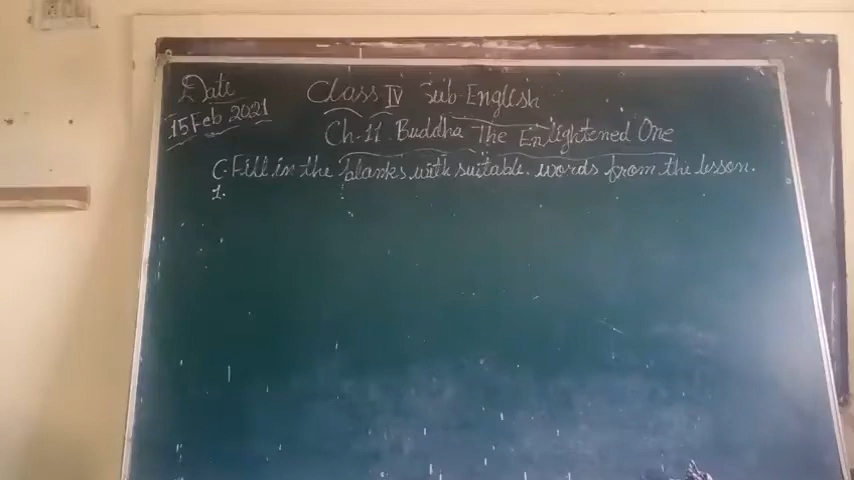 Date
15 Feb 2021
Class IV Sub-English
Ch-11 Buddha The Enlightened One
C. Fill in the blanks with suitable words from the lesson.
1.